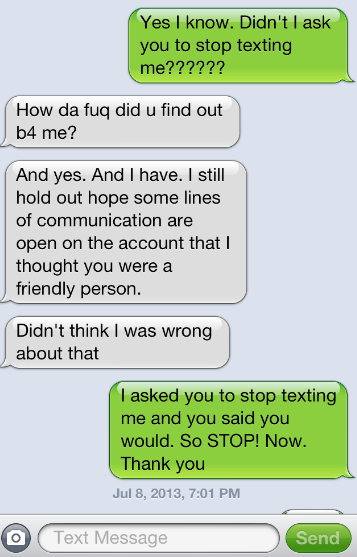 Yes I know. Didn't I ask
you to stop texting
me??????
How da fuq did u find out
b4 me?
And yes. And I have. I still
hold out hope some lines
of communication are
open on the account that I
thought you were a
friendly person.
Didn't think I was wrong
about that
I asked you to stop texting
me and you said you
would. So STOP! Now.
Thank you
Jul 8, 2013, 7:01 PM
Text Message
Send